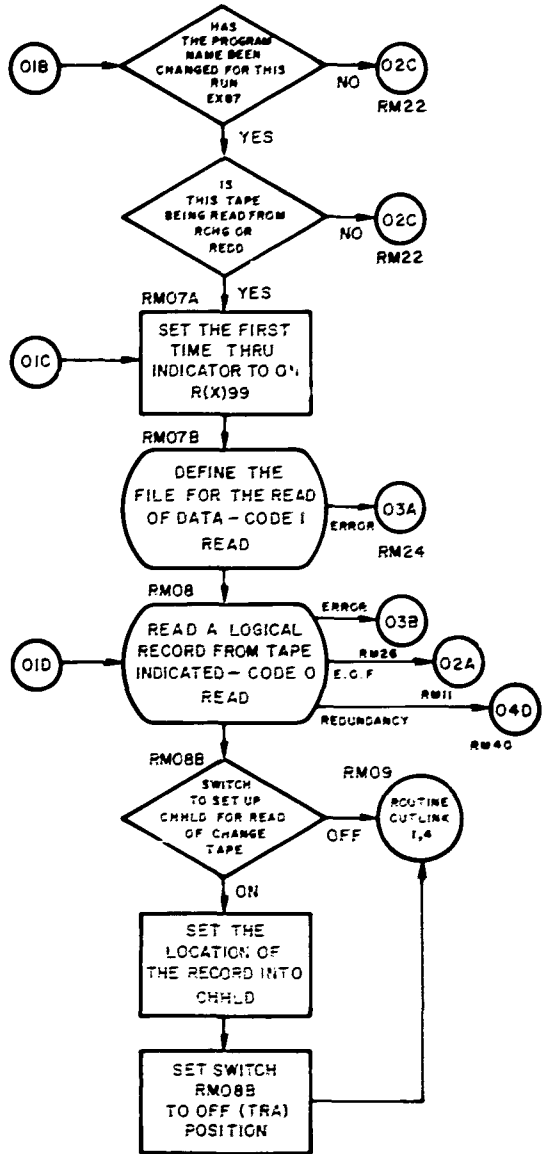 HAS
THE PROGRAM
NAME BEEN
CHANGED FOR THIS
RUN
EX87
01B
NO
02C
RM22
YES
IS
THIS TAPE
BEING READ FROM
RCHG OR
REDD
NO
02C
RM22
YES
RM07A
SET THE FIRST
TIME THRU
INDICATOR TO ON
R(X)99
01C
RM07B
DEFINE THE
FILE FOR THE READ
OF DATA - CODE 1
READ
ERROR
03A
RM24
RM08
READ A LOGICAL
RECORD FROM TAPE
INDICATED - CODE 0
READ
01D
ERROR
03B
RM26
E.O.F
02A
RM11
REDUNDANCY
04D
RM40
RM08B
SWITCH
TO SET UP
CHHLD FOR READ
OF CHANGE
TAPE
OFF
RM09
ROUTINE
OUTLINK
1,4
ON
SET THE
LOCATION OF
THE RECORD INTO
CHHLD
SET SWITCH
RM08B
TO OFF (TRA)
POSITION